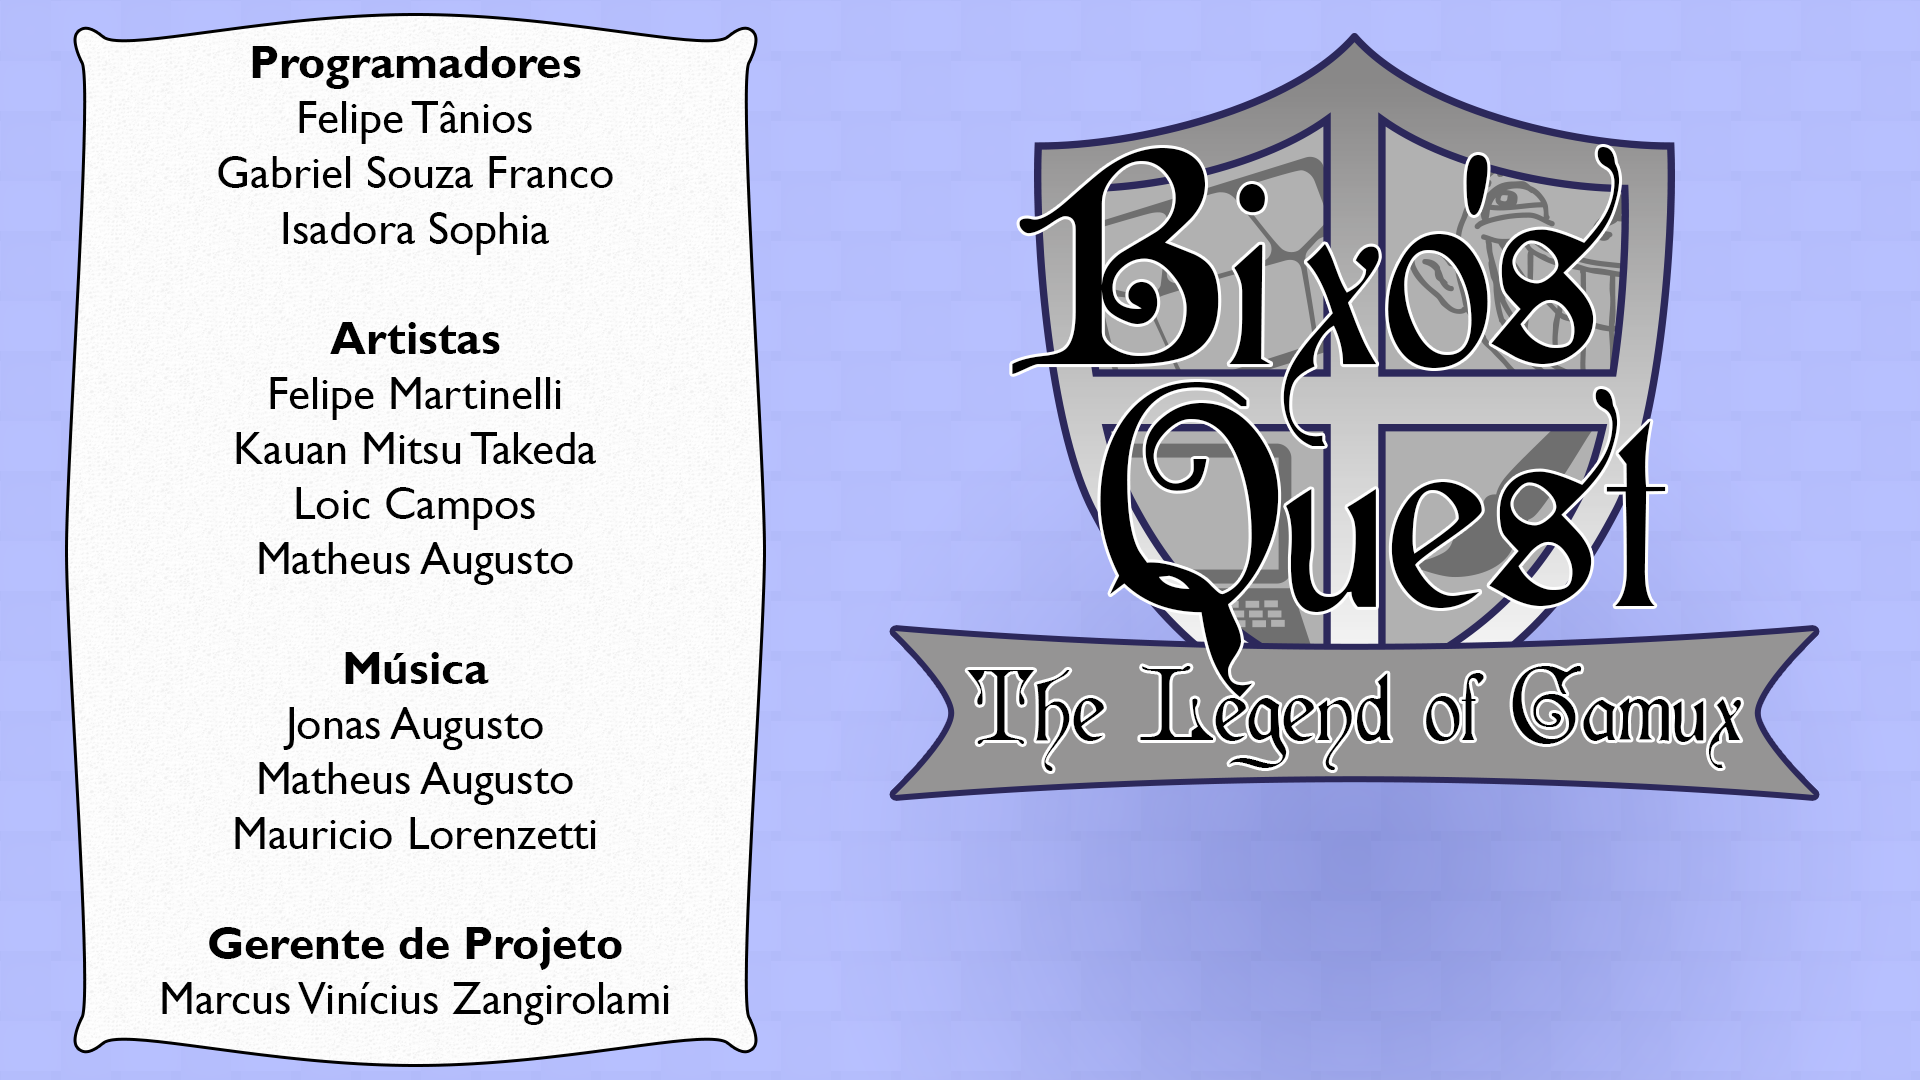 Programadores
Felipe Tânios
Gabriel Souza Franco
Isadora Sophia
Artistas
Felipe Martinelli
Kauan Mitsu Takeda
Loic Campos
Matheus Augusto
Música
Jonas Augusto
Matheus Augusto
Mauricio Lorenzetti
Gerente de Projeto
Marcus Vinícius Zangirolami
Bixo's
Quest
The Legend of Gamux